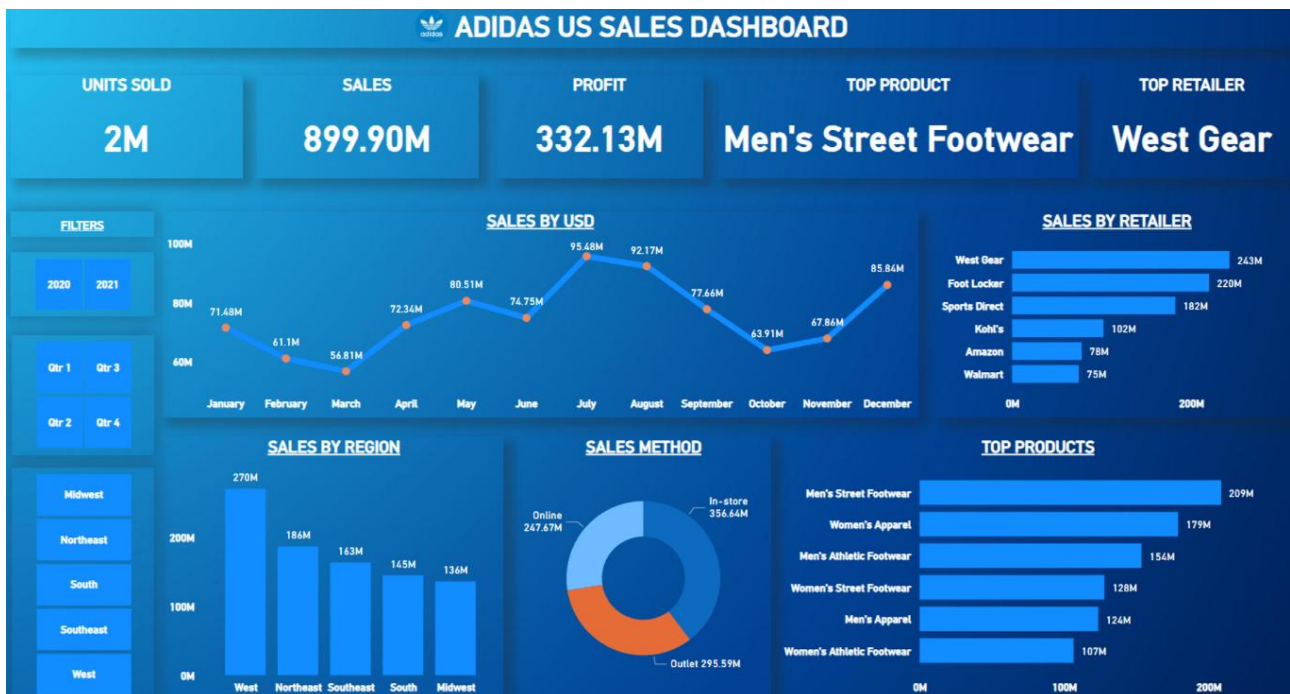 adidas
ADIDAS US SALES DASHBOARD
UNITS SOLD
2M
SALES
899.90M
PROFIT
332.13M
TOP PRODUCT
Men's Street Footwear
TOP RETAILER
West Gear
FILTERS
2020 2021
Qtr 1 Qtr 3
Qtr 2 Qtr 4
Midwest
Northeast
South
Southeast
West
SALES BY USD
100M
80M
60M
71.48M
61.1M
56.81M
72.34M
80.51M
74.75M
95.48M
92.17M
77.66M
63.91M
67.86M
85.84M
January February March April May June July August September October November December
SALES BY RETAILER
West Gear 243M
Foot Locker 220M
Sports Direct 182M
Kohl's 102M
Amazon 78M
Walmart 75M
0M 200M
SALES BY REGION
200M
100M
0M
270M
186M
163M
145M
136M
West Northeast Southeast South Midwest
SALES METHOD
Online
247.67M
In-store
356.64M
Outlet 295.59M
TOP PRODUCTS
Men's Street Footwear 209M
Women's Apparel 179M
Men's Athletic Footwear 154M
Women's Street Footwear 128M
Men's Apparel 124M
Women's Athletic Footwear 107M
0M 100M 200M